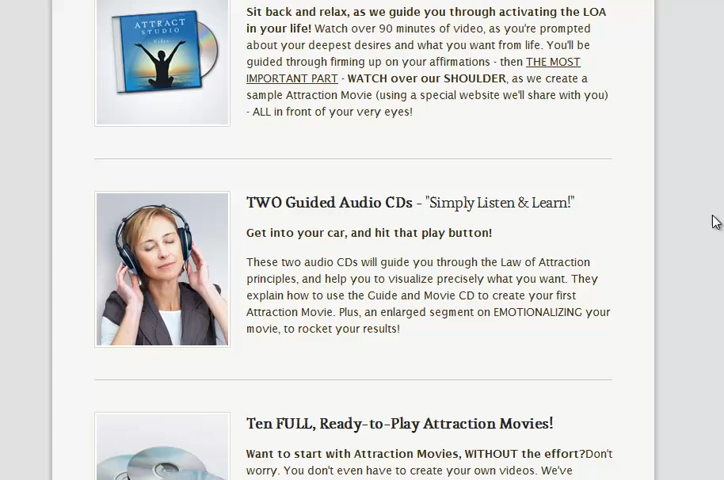 ATTRACT
STUDIO
Sit back and relax, as we guide you through activating the LOA
in your life! Watch over 90 minutes of video, as you're prompted
about your deepest desires and what you want from life. You'll be
guided through firming up on your affirmations - then THE MOST
IMPORTANT PART - WATCH over our SHOULDER, as we create a
sample Attraction Movie (using a special website we'll share with you)
- ALL in front of your very eyes!
TWO Guided Audio CDs - "Simply Listen & Learn!"
Get into your car, and hit that play button!
These two audio CDs will guide you through the Law of Attraction
principles, and help you to visualize precisely what you want. They
explain how to use the Guide and Movie CD to create your first
Attraction Movie. Plus, an enlarged segment on EMOTIONALIZING your
movie, to rocket your results!
Ten FULL, Ready-to-Play Attraction Movies!
Want to start with Attraction Movies, WITHOUT the effort?Don't
worry. You don't even have to create your own videos. We've